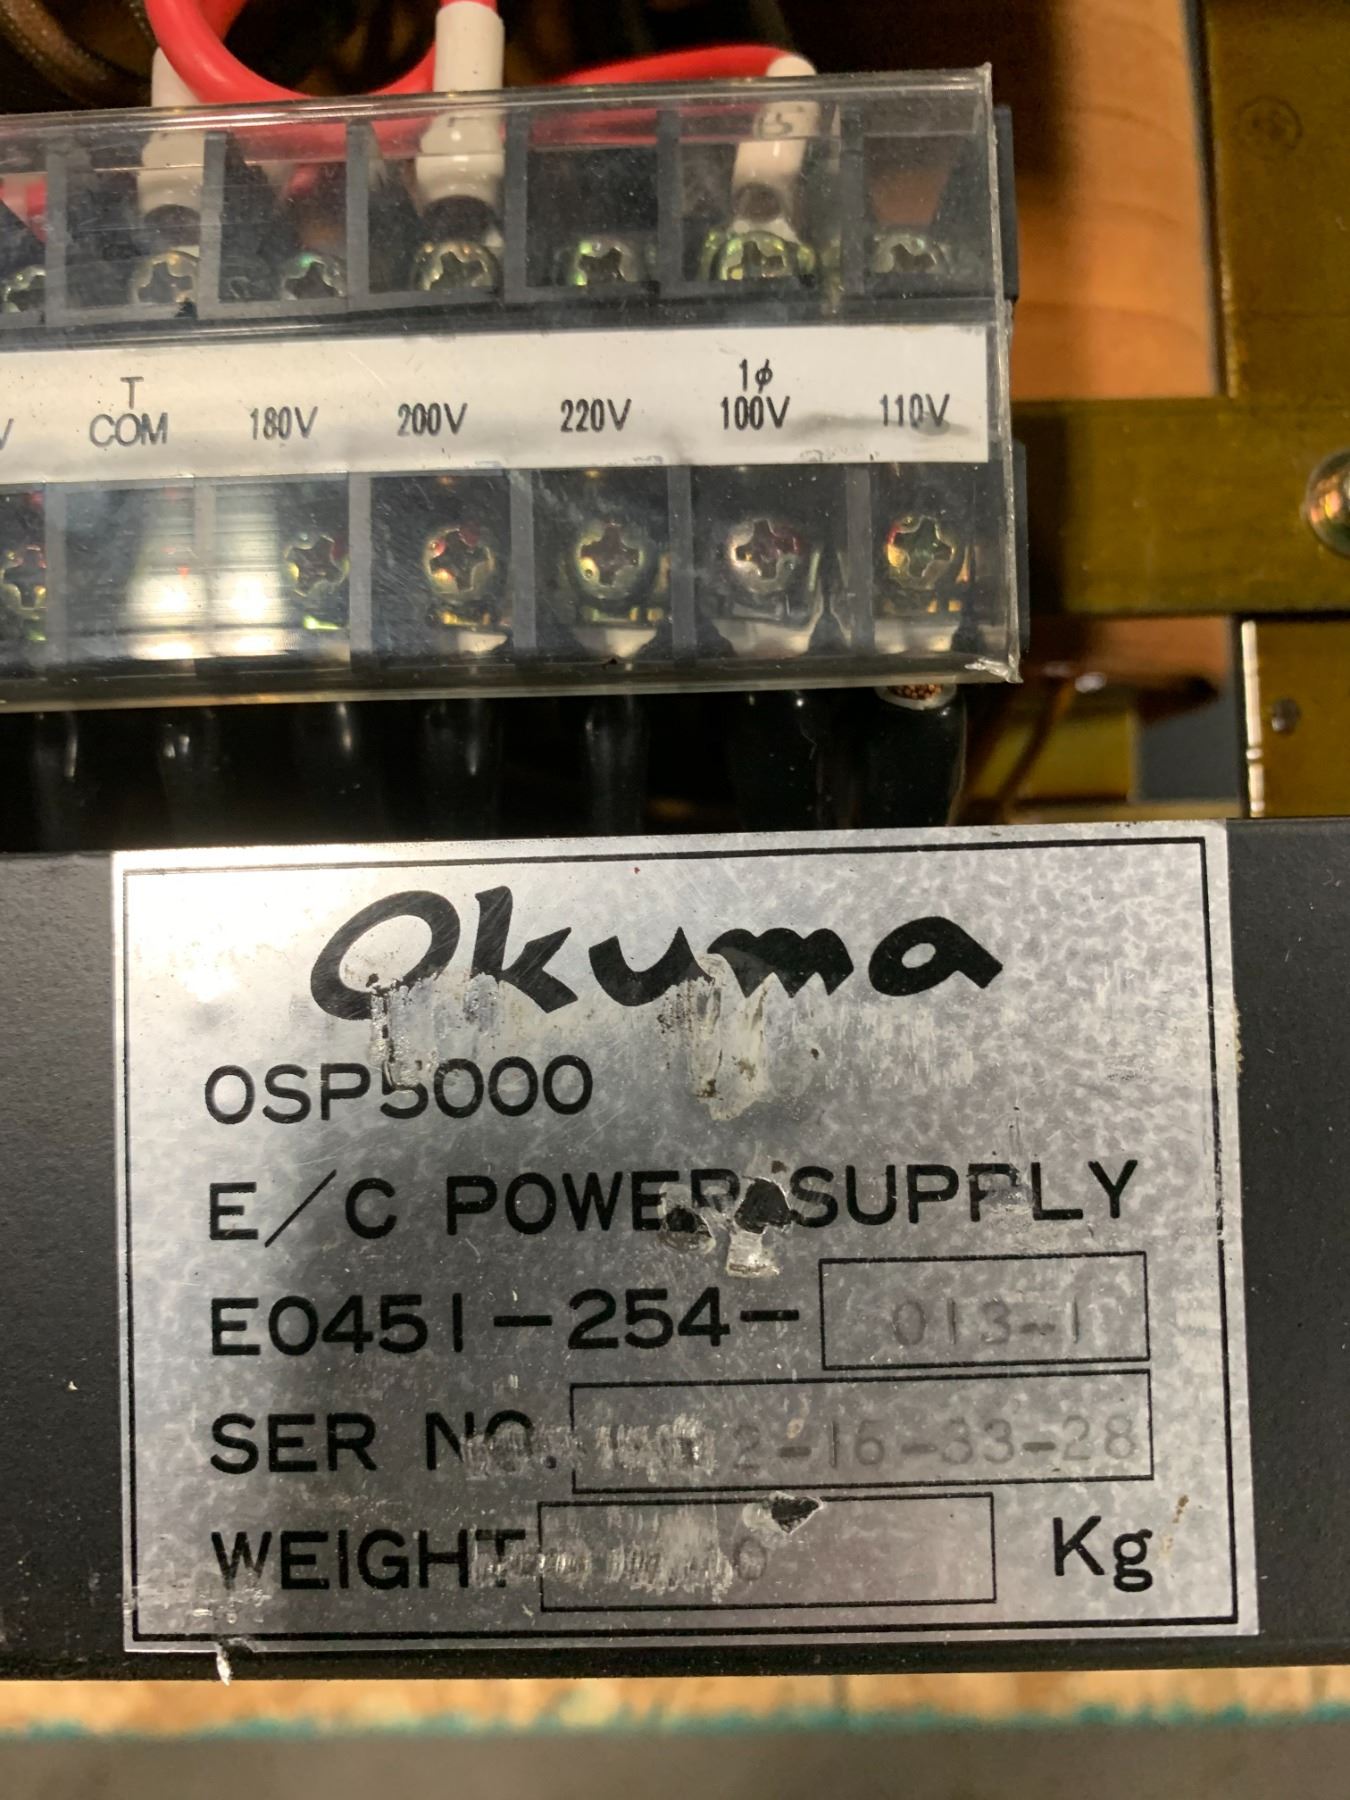 T
COM 180V 200V 220V 1φ 100V 110V
Okuma
OSP5000
E/C POWER SUPPLY
E0451-254- 013-1
SER NO. 2-16-33-28
WEIGHT 0 Kg